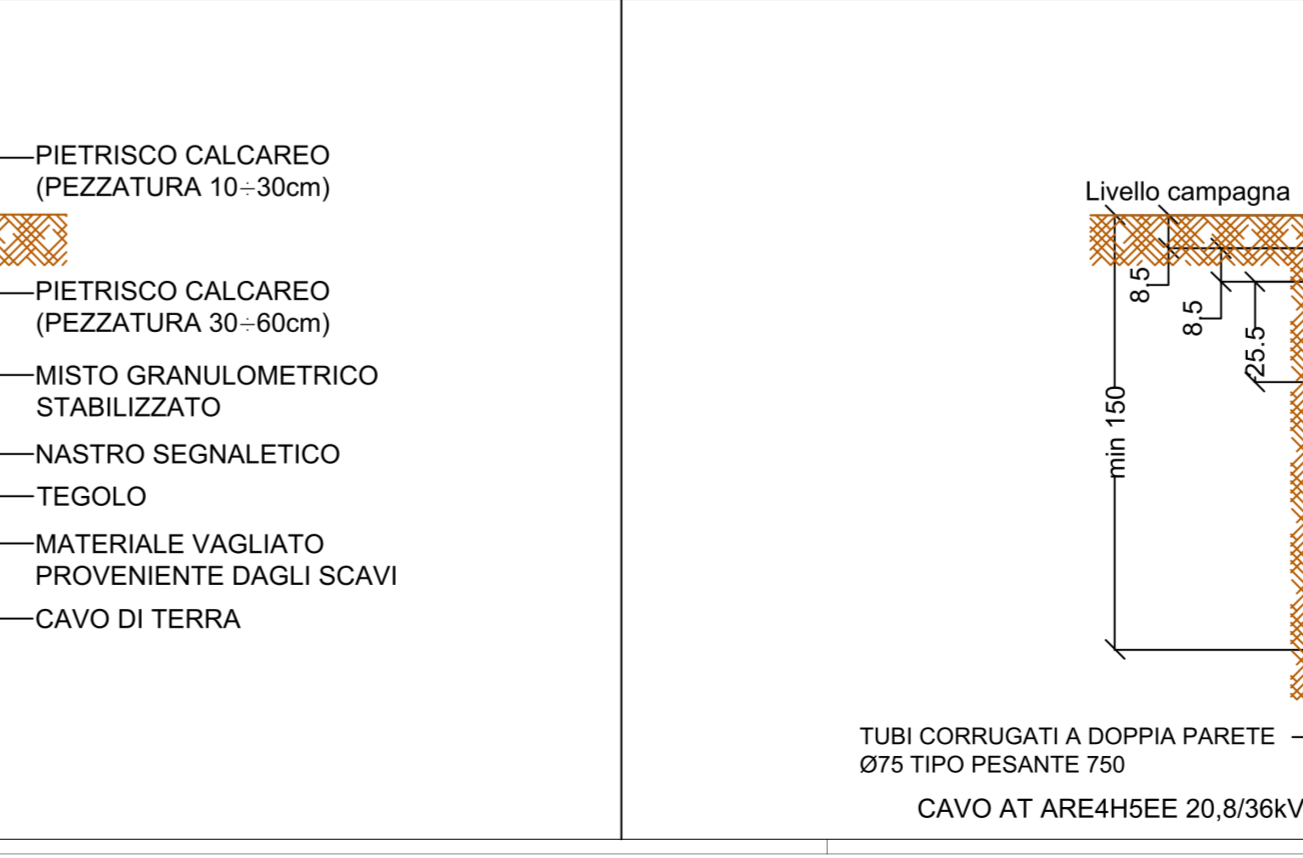 PIETRISCO CALCAREO
(PEZZATURA 10÷30cm)
PIETRISCO CALCAREO
(PEZZATURA 30÷60cm)
MISTO GRANULOMETRICO
STABILIZZATO
NASTRO SEGNALETICO
TEGOLO
MATERIALE VAGLIATO
PROVENIENTE DAGLI SCAVI
CAVO DI TERRA
Livello campagna
8,5
8,5
25.5
min 150
TUBI CORRUGATI A DOPPIA PARETE
Ø75 TIPO PESANTE 750
CAVO AT ARE4H5EE 20,8/36kV